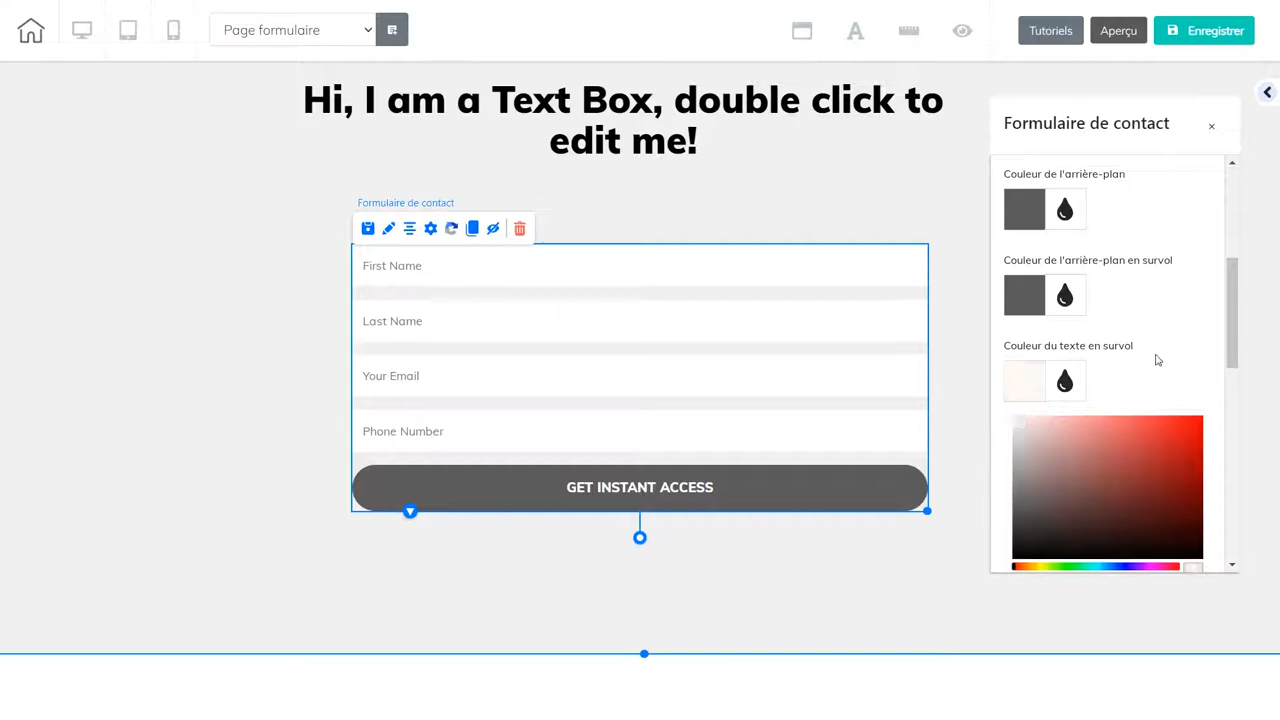 Page formulaire
Tutoriels
Aperçu
Enregistrer
Hi, I am a Text Box, double click to
edit me!
Formulaire de contact
First Name
Last Name
Your Email
Phone Number
GET INSTANT ACCESS
Formulaire de contact
×
Couleur de l'arrière-plan
Couleur de l'arrière-plan en survol
Couleur du texte en survol